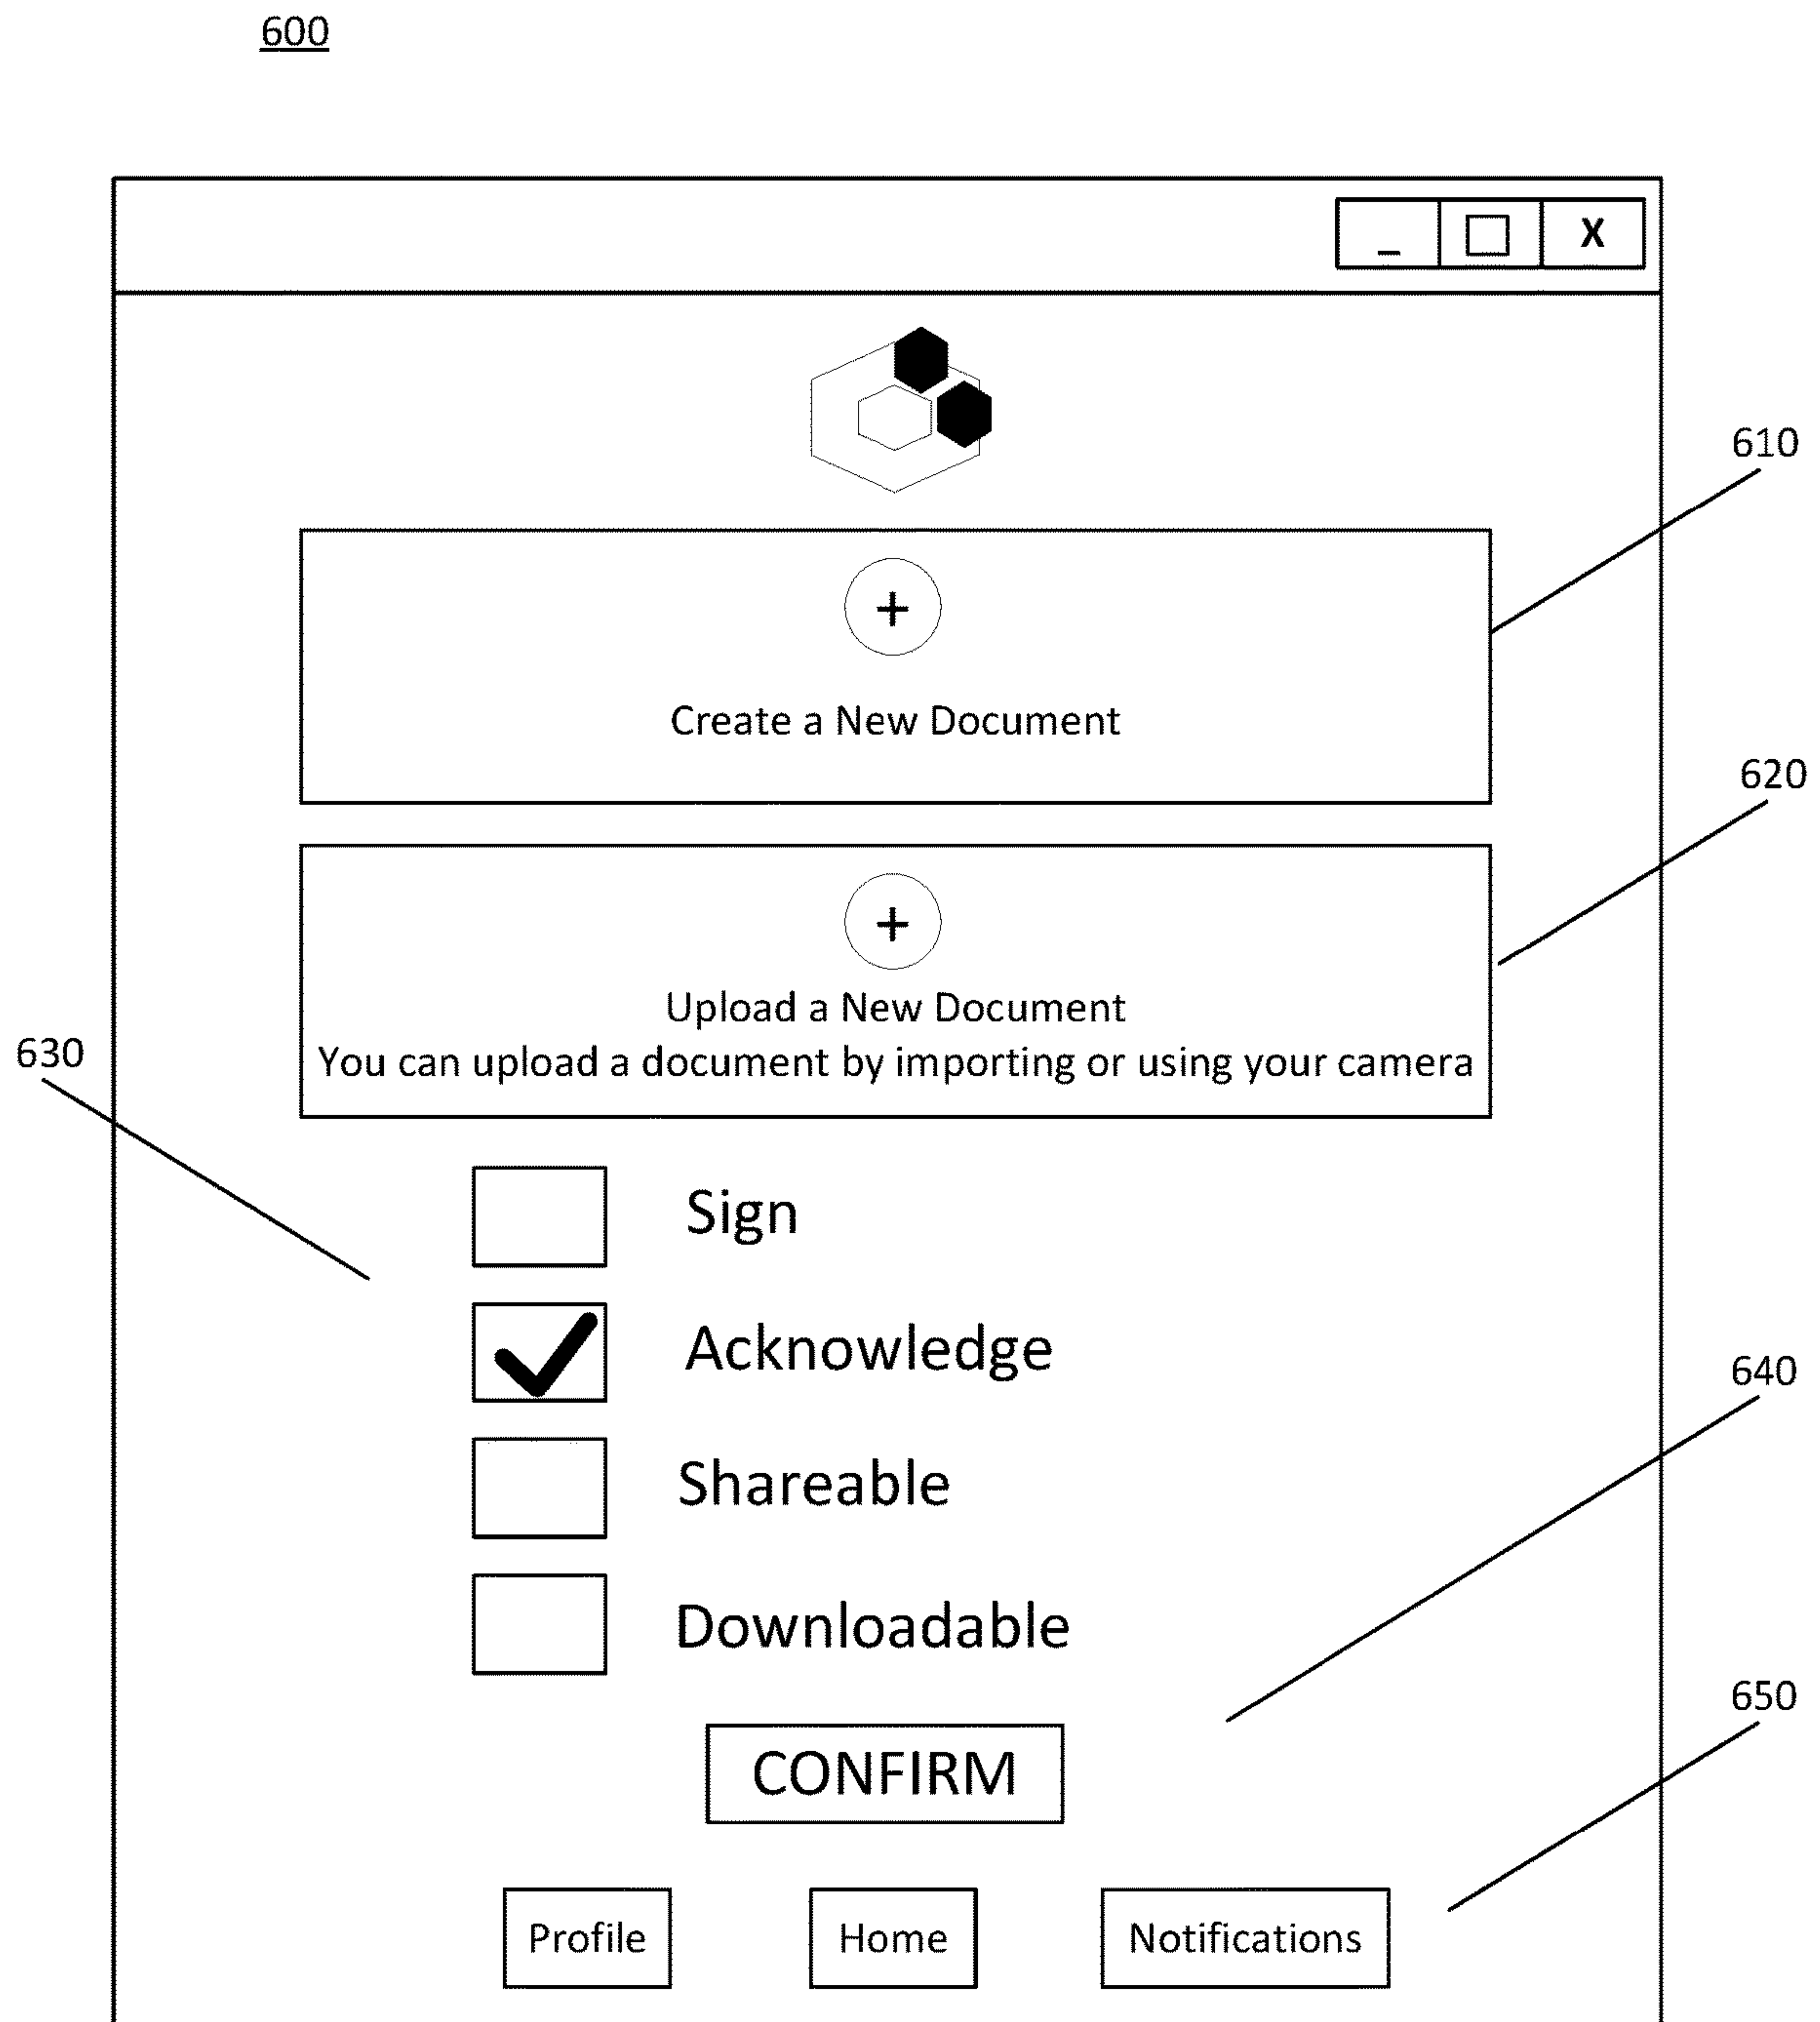 600
_ X
610
+
Create a New Document
620
+
Upload a New Document
You can upload a document by importing or using your camera
630
Sign
Acknowledge
640
Shareable
Downloadable
650
CONFIRM
Profile Home Notifications